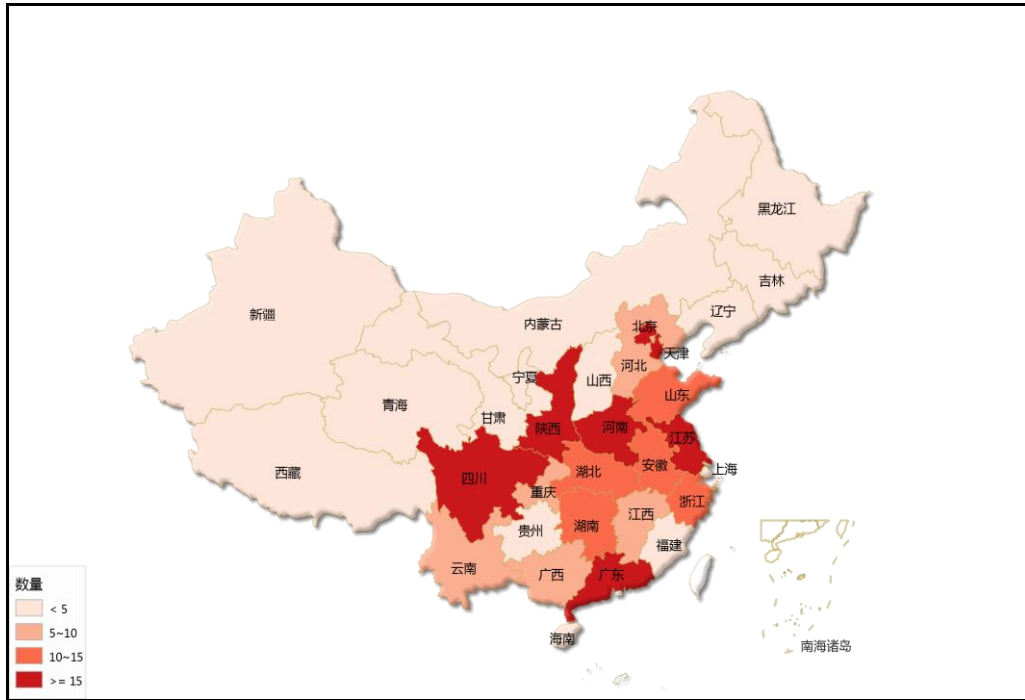 黑龙江
吉林
辽宁
新疆
内蒙古
北京
天津
河北
宁夏
山西
山东
青海
甘肃
陕西
河南
江苏
西藏
四川
湖北
安徽
上海
重庆
浙江
贵州
湖南
江西
福建
云南
广西
广东
海南
南海诸岛
数量
< 5
5~10
10~15
>= 15